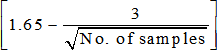 [1.65 − 3/√No. of samples]